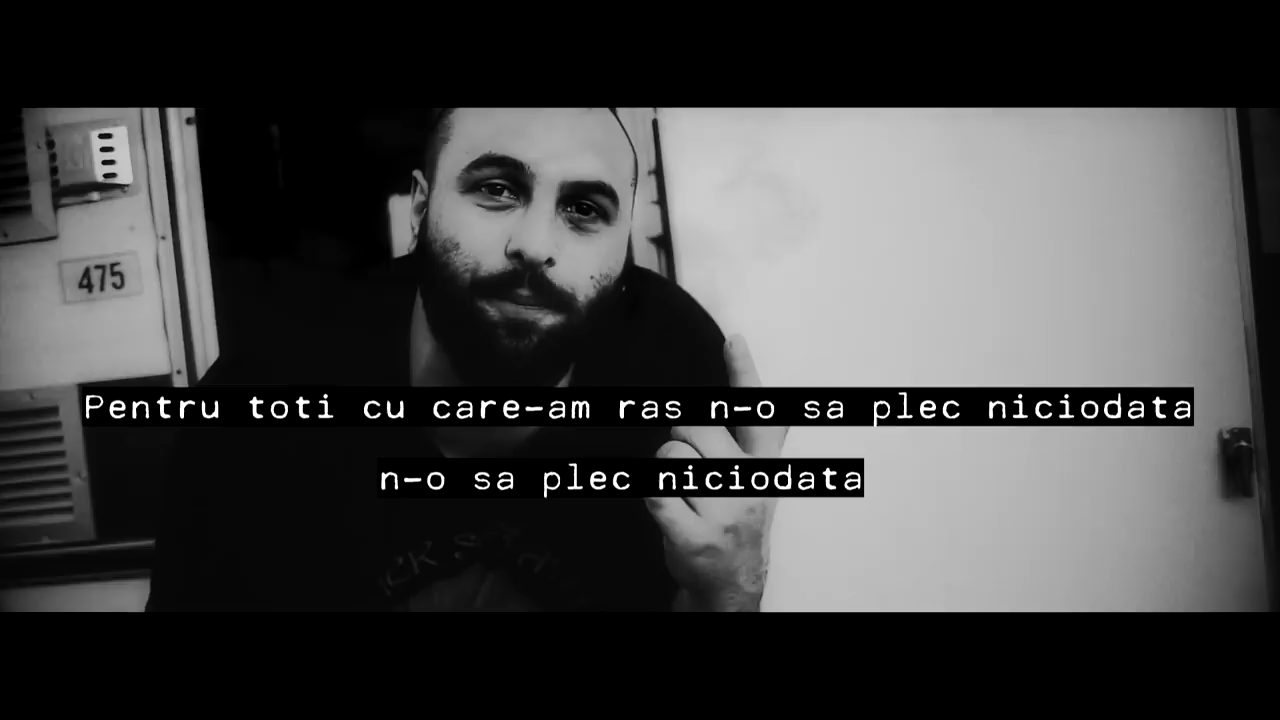 475
Pentru toti cu care-am ras n-o sa plec niciodata
n-o sa plec niciodata